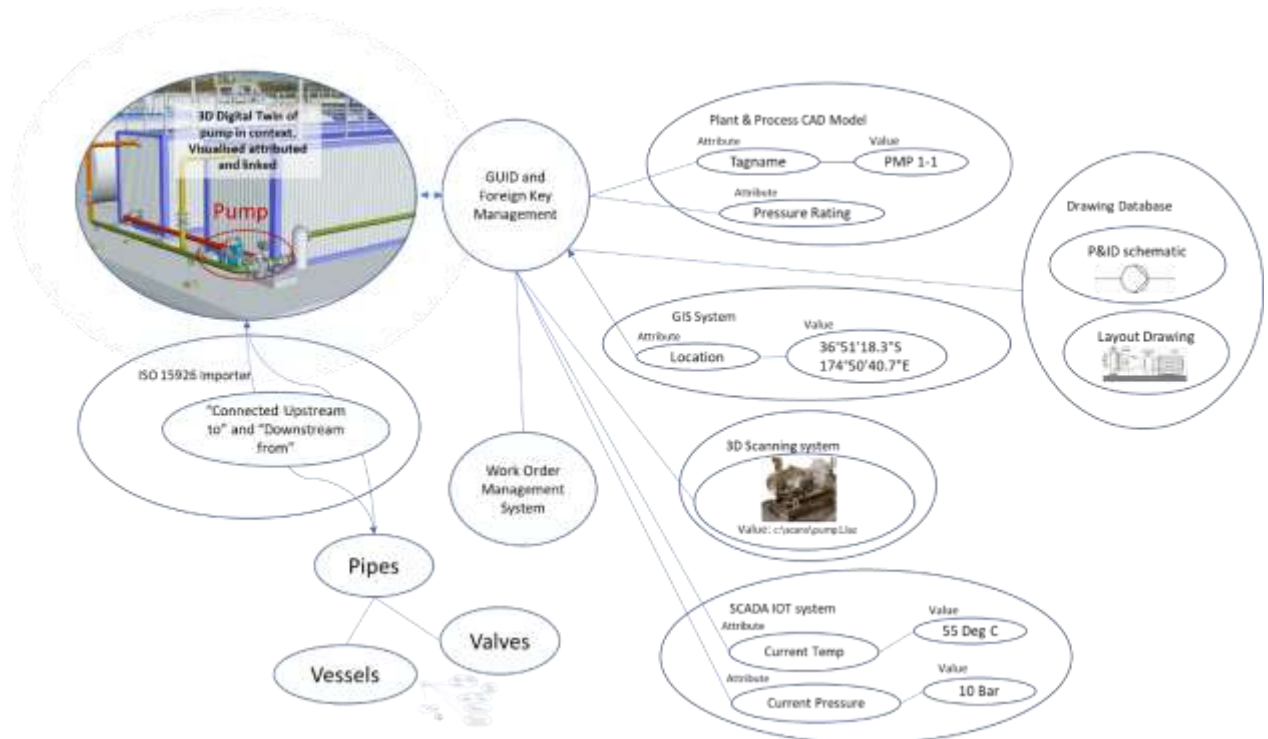 3D Digital Twin of
pump in context,
Visualised attributed
and linked
Pump
GUID and
Foreign Key
Management
Plant & Process CAD Model
Attribute
Value
Tagname
PMP 1-1
Attribute
Pressure Rating
Drawing Database
P&ID schematic
Layout Drawing
GIS System
Attribute
Value
Location
36°51'18.3"S
174°50'40.7"E
ISO 15926 Importer
"Connected Upstream
to" and "Downstream
from"
Work Order
Management
System
3D Scanning system
Value: c:\scans\pump1.las
Pipes
Valves
Vessels
SCADA IOT system
Attribute
Value
Current Temp
55 Deg C
Attribute
Value
Current Pressure
10 Bar